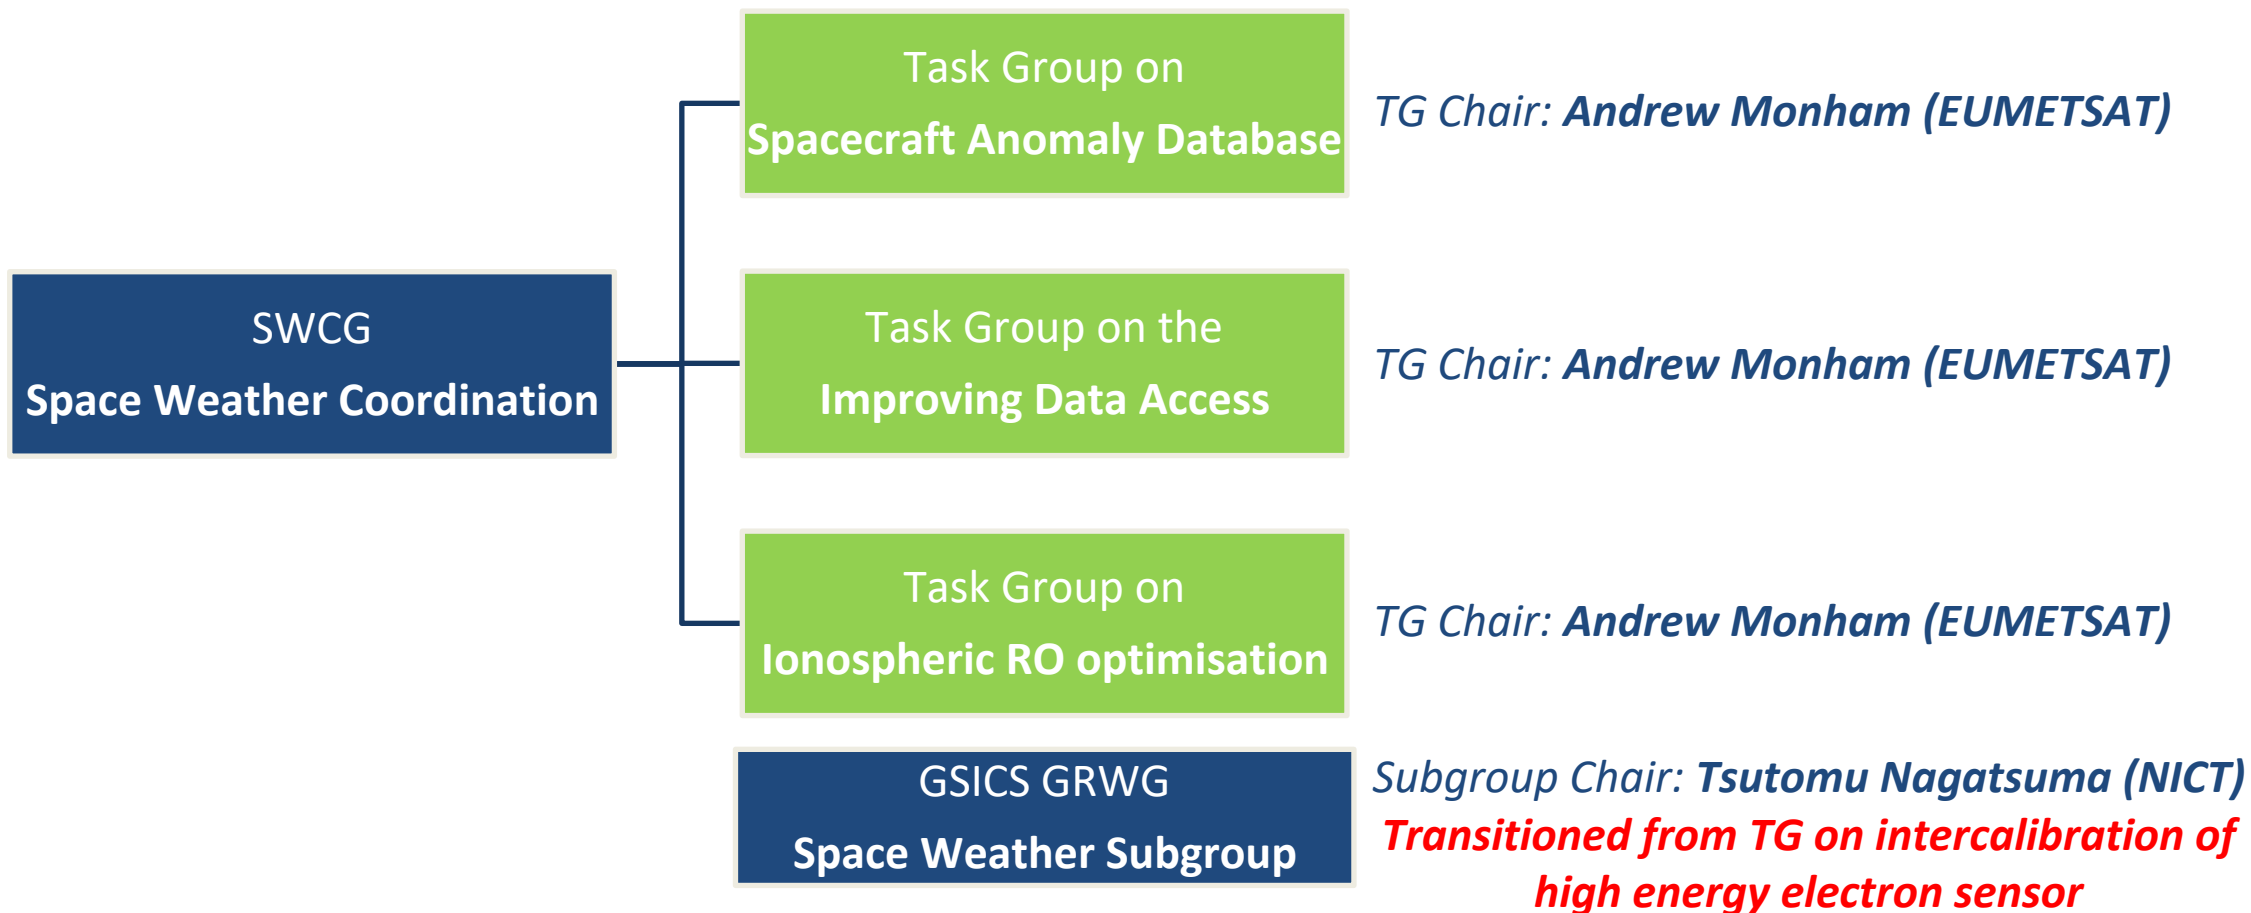 Task Group on
Spacecraft Anomaly Database
TG Chair: Andrew Monham (EUMETSAT)
SWCG
Space Weather Coordination
Task Group on the
Improving Data Access
TG Chair: Andrew Monham (EUMETSAT)
Task Group on
Ionospheric RO optimisation
TG Chair: Andrew Monham (EUMETSAT)
GSICS GRWG
Space Weather Subgroup
Subgroup Chair: Tsutomu Nagatsuma (NICT)
Transitioned from TG on intercalibration of
high energy electron sensor